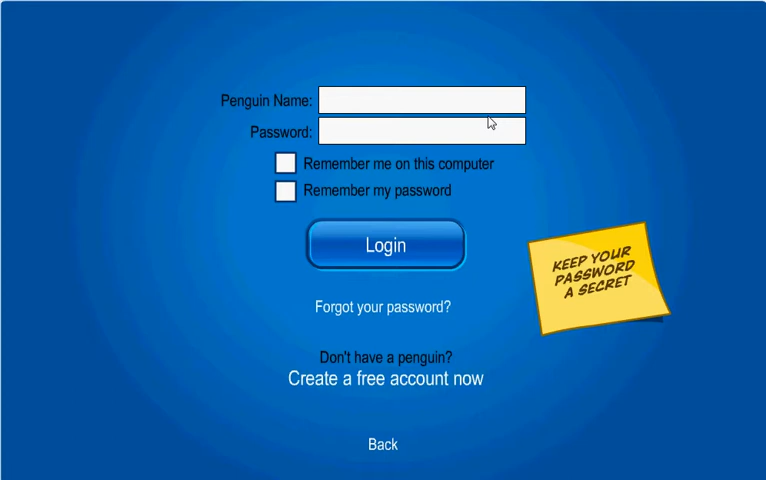 Penguin Name:
Password:
Remember me on this computer
Remember my password
Login
KEEP YOUR
PASSWORD
A SECRET
Forgot your password?
Don't have a penguin?
Create a free account now
Back